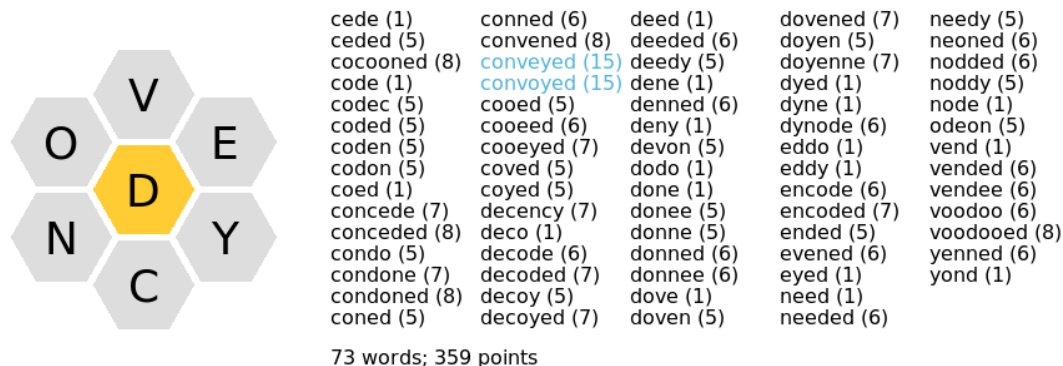 V
O
E
D
N
Y
C
cede (1)
ceded (5)
cocooned (8)
code (1)
codec (5)
coded (5)
coden (5)
codon (5)
coed (1)
concede (7)
conceded (8)
condo (5)
condone (7)
condoned (8)
coned (5)
conned (6)
convened (8)
conveyed (15)
convoyed (15)
cooed (5)
cooeed (6)
cooeyed (7)
coved (5)
coyed (5)
decency (7)
deco (1)
decode (6)
decoded (7)
decoy (5)
decoyed (7)
deed (1)
deeded (6)
deedy (5)
dene (1)
denned (6)
deny (1)
devon (5)
dodo (1)
done (1)
donee (5)
donne (5)
donned (6)
donnee (6)
dove (1)
doven (5)
dovened (7)
doyen (5)
doyenne (7)
dyed (1)
dyne (1)
dynode (6)
eddo (1)
eddy (1)
encode (6)
encoded (7)
ended (5)
evened (6)
eyed (1)
need (1)
needed (6)
needy (5)
neoned (6)
nodded (6)
noddy (5)
node (1)
odeon (5)
vend (1)
vended (6)
vendee (6)
voodoo (6)
voodooed (8)
yenned (6)
yond (1)
73 words; 359 points